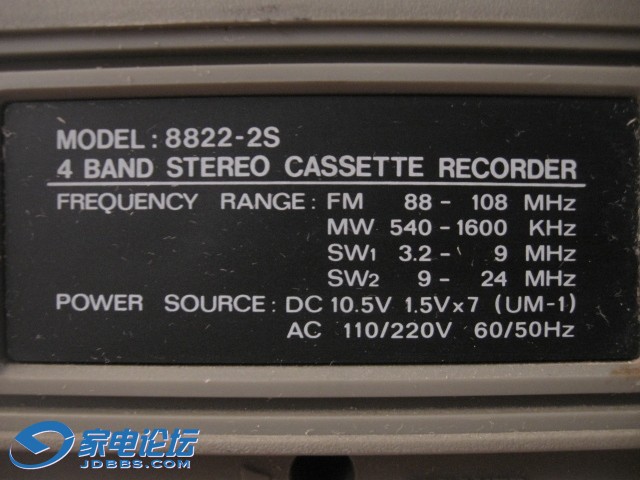 MODEL: 8822-2S
4 BAND STEREO CASSETTE RECORDER
FREQUENCY RANGE: FM 88 - 108 MHz
MW 540 - 1600 KHz
SW1 3.2 - 9 MHz
SW2 9 - 24 MHz
POWER SOURCE: DC 10.5V 1.5Vx7 (UM-1)
AC 110/220V 60/50Hz
家电论坛
JDBBS.COM